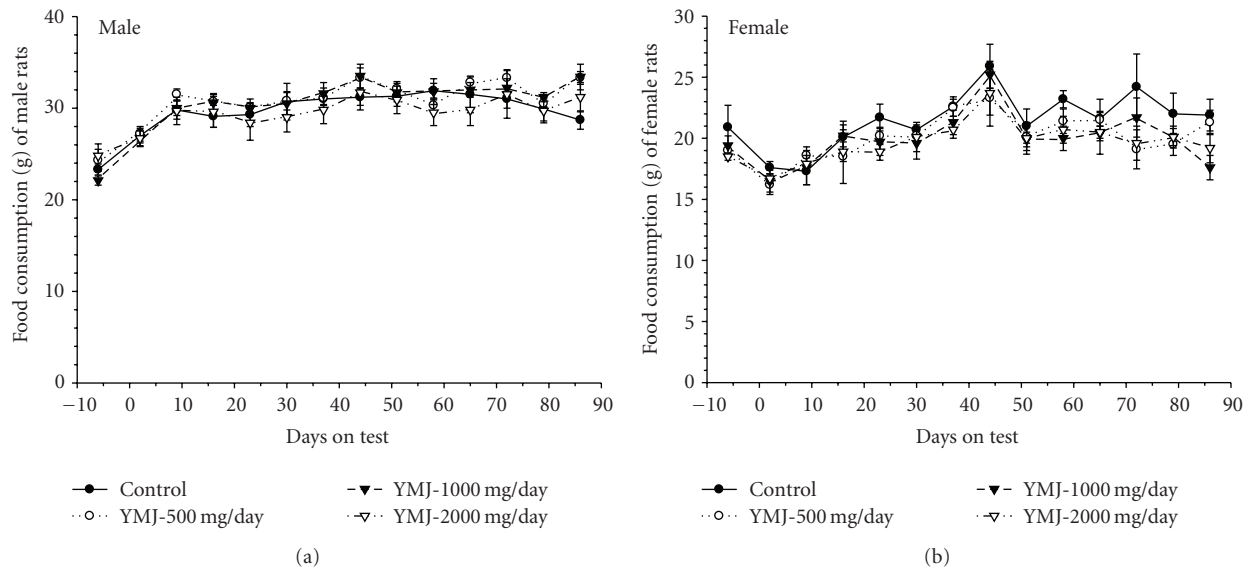 Male
Food consumption (g) of male rats
40
30
20
10
0
−10 0 10 20 30 40 50 60 70 80 90
Days on test
Control
YMJ-500 mg/day
YMJ-1000 mg/day
YMJ-2000 mg/day
(a)
Female
Food consumption (g) of female rats
30
25
20
15
10
5
0
−10 0 10 20 30 40 50 60 70 80 90
Days on test
Control
YMJ-500 mg/day
YMJ-1000 mg/day
YMJ-2000 mg/day
(b)